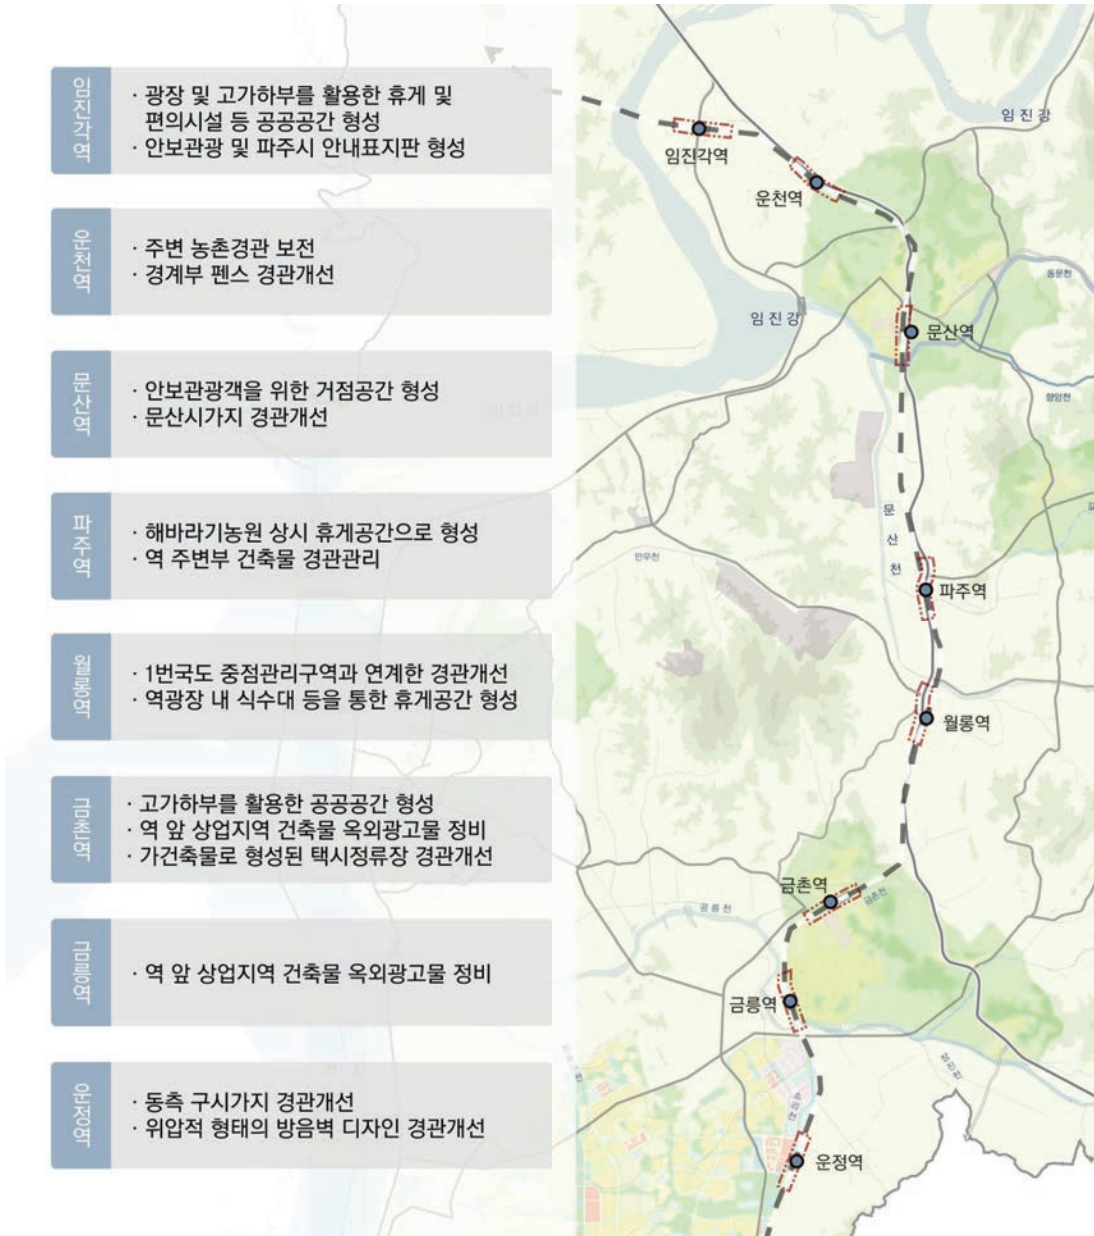 임진각역
· 광장 및 고가하부를 활용한 휴게 및
편의시설 등 공공공간 형성
· 안보관광 및 파주시 안내표지판 형성
운천역
· 주변 농촌경관 보전
· 경계부 펜스 경관개선
문산역
· 안보관광객을 위한 거점공간 형성
· 문산시가지 경관개선
파주역
· 해바라기농원 상시 휴게공간으로 형성
· 역 주변부 건축물 경관관리
월롱역
· 1번국도 중점관리구역과 연계한 경관개선
· 역광장 내 식수대 등을 통한 휴게공간 형성
금촌역
· 고가하부를 활용한 공공공간 형성
· 역 앞 상업지역 건축물 옥외광고물 정비
· 가건축물로 형성된 택시정류장 경관개선
금릉역
· 역 앞 상업지역 건축물 옥외광고물 정비
운정역
· 동측 구시가지 경관개선
· 위압적 형태의 방음벽 디자인 경관개선
임진강
임진각역
운천역
동문천
임진강
문산역
문산천
만우천
파주역
월롱역
금촌역
금촌천
공릉천
금릉역
운정역